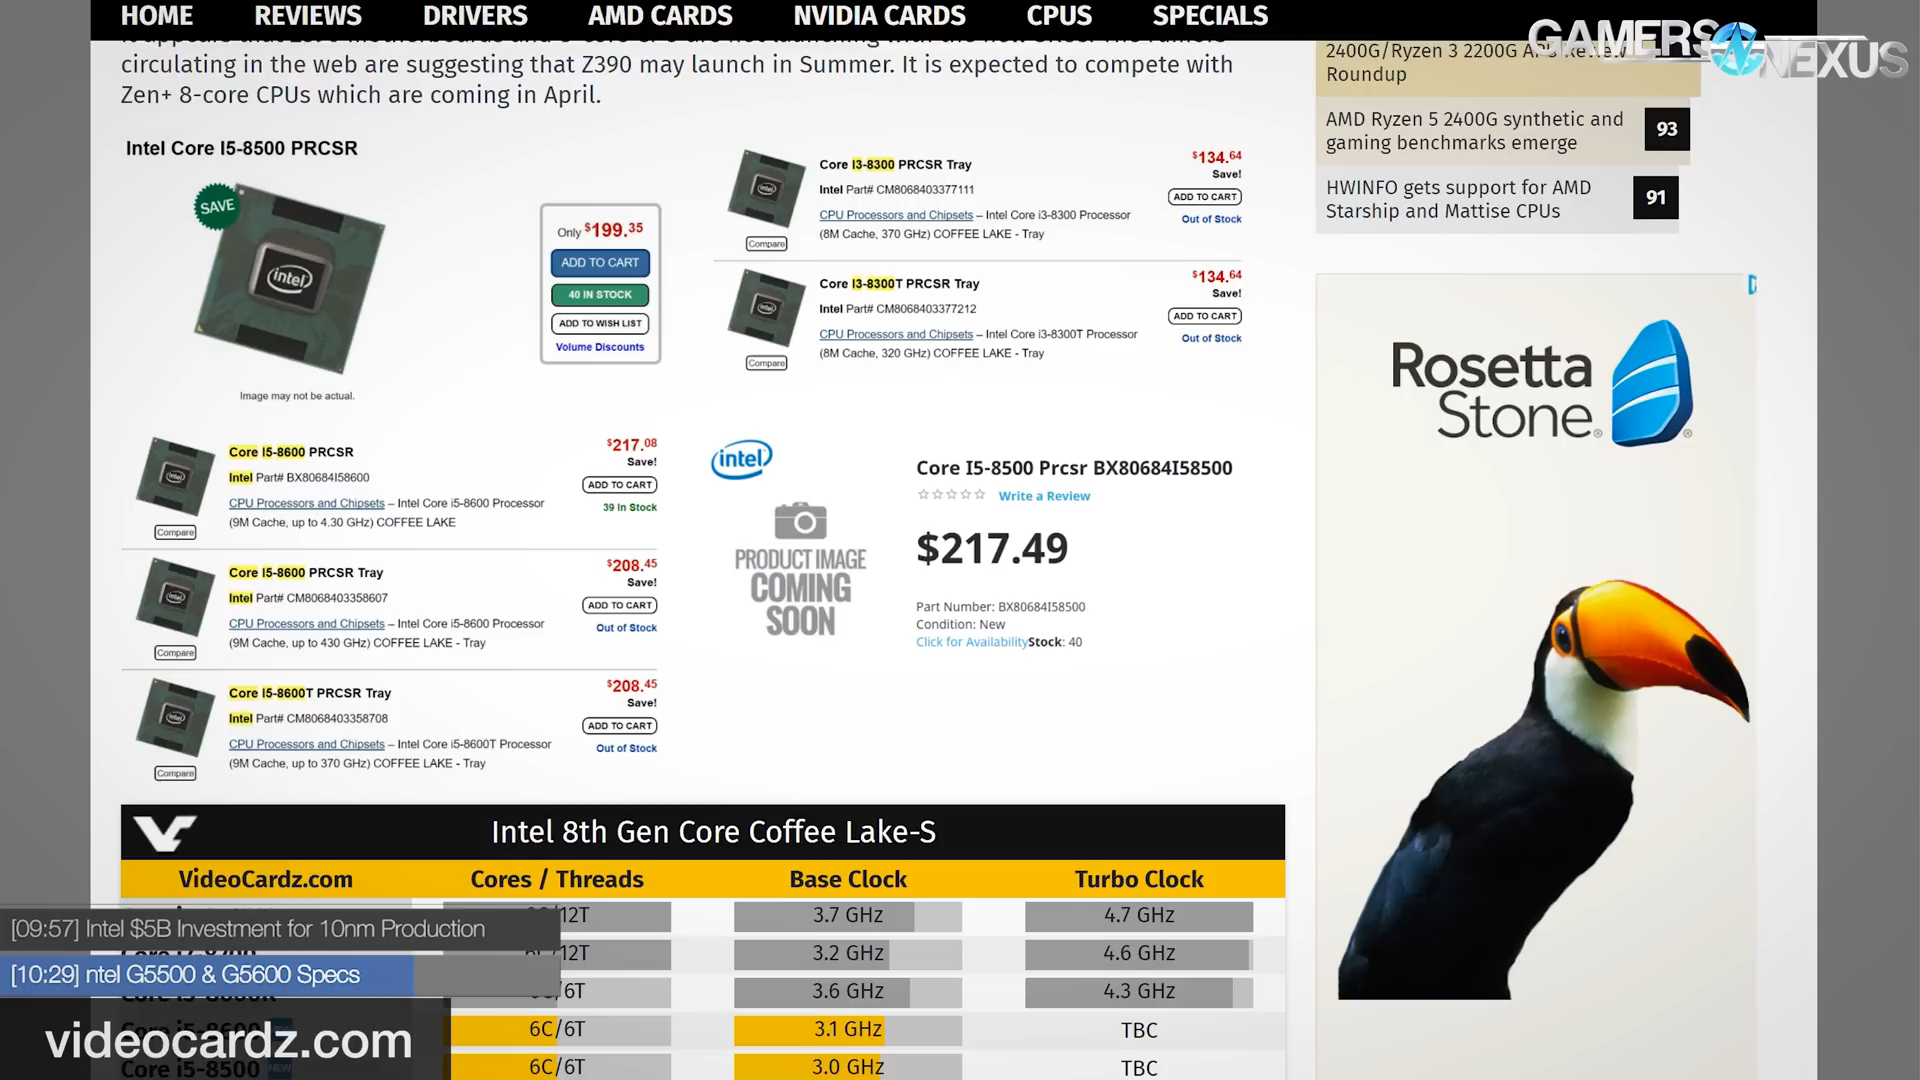 HOME REVIEWS DRIVERS AMD CARDS NVIDIA CARDS CPUS SPECIALS
GAMERS NEXUS
circulating in the web are suggesting that Z390 may launch in Summer. It is expected to compete with
Zen+ 8-core CPUs which are coming in April.
2400G/Ryzen 3 2200G APU Review
Roundup
AMD Ryzen 5 2400G synthetic and
gaming benchmarks emerge
93
HWINFO gets support for AMD
Starship and Mattise CPUs
91
Intel Core I5-8500 PRCSR
SAVE
intel
Image may not be actual.
Only $199.35
ADD TO CART
40 IN STOCK
ADD TO WISH LIST
Volume Discounts
Core I3-8300 PRCSR Tray
Intel Part# CM8068403377111
CPU Processors and Chipsets – Intel Core i3-8300 Processor
(8M Cache, 370 GHz) COFFEE LAKE - Tray
Compare
$134.64
Save!
ADD TO CART
Out of Stock
Core I3-8300T PRCSR Tray
Intel Part# CM8068403377212
CPU Processors and Chipsets – Intel Core i3-8300T Processor
(8M Cache, 320 GHz) COFFEE LAKE - Tray
Compare
$134.64
Save!
ADD TO CART
Out of Stock
Core I5-8600 PRCSR
Intel Part# BX80684I58600
CPU Processors and Chipsets – Intel Core i5-8600 Processor
(9M Cache, up to 4.30 GHz) COFFEE LAKE
Compare
$217.08
Save!
ADD TO CART
39 In Stock
Core I5-8600 PRCSR Tray
Intel Part# CM8068403358607
CPU Processors and Chipsets – Intel Core i5-8600 Processor
(9M Cache, up to 430 GHz) COFFEE LAKE - Tray
Compare
$208.45
Save!
ADD TO CART
Out of Stock
Core I5-8600T PRCSR Tray
Intel Part# CM8068403358708
CPU Processors and Chipsets – Intel Core i5-8600T Processor
(9M Cache, up to 370 GHz) COFFEE LAKE - Tray
Compare
$208.45
Save!
ADD TO CART
Out of Stock
intel
PRODUCT IMAGE
COMING
SOON
Core I5-8500 Prcsr BX80684I58500
Write a Review
$217.49
Part Number: BX80684I58500
Condition: New
Click for AvailabilityStock: 40
Rosetta
Stone®
Intel 8th Gen Core Coffee Lake-S
VideoCardz.com Cores / Threads Base Clock Turbo Clock
/12T 3.7 GHz 4.7 GHz
/12T 3.2 GHz 4.6 GHz
/6T 3.6 GHz 4.3 GHz
6C/6T 3.1 GHz TBC
Core i5-8500 NEW 6C/6T 3.0 GHz TBC
[09:57] Intel $5B Investment for 10nm Production
[10:29] ntel G5500 & G5600 Specs
videocardz.com